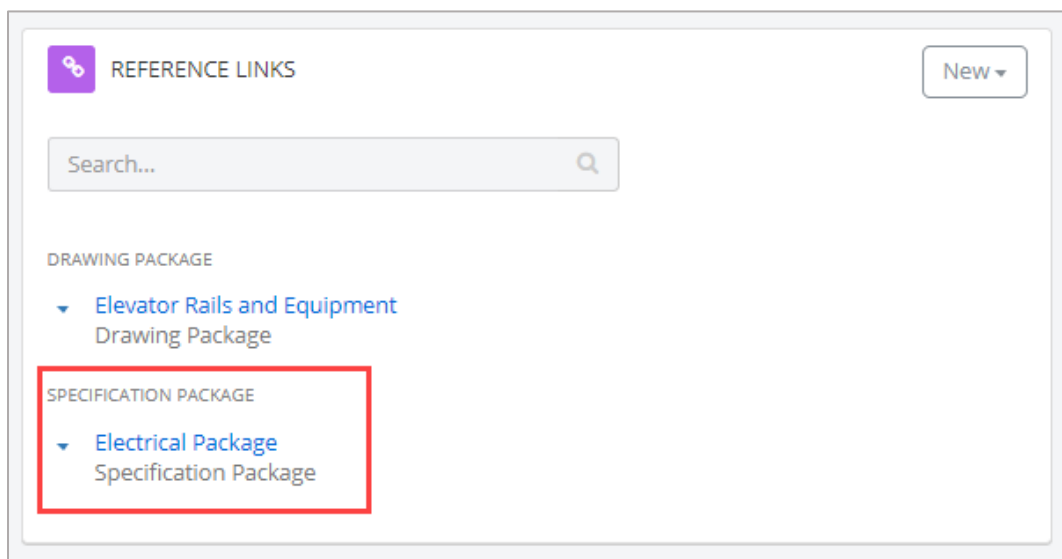 REFERENCE LINKS
New
Search...
DRAWING PACKAGE
Elevator Rails and Equipment
Drawing Package
SPECIFICATION PACKAGE
Electrical Package
Specification Package